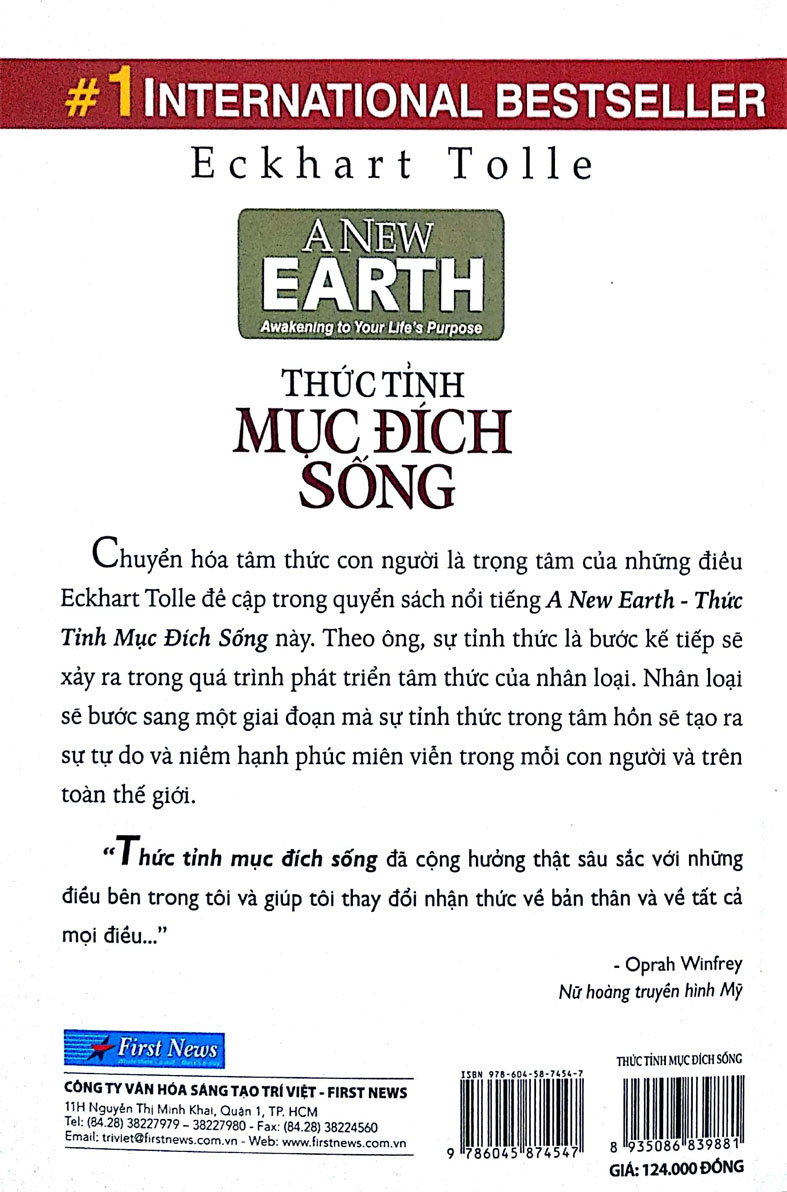 #1 INTERNATIONAL BESTSELLER
Eckhart Tolle
A NEW
EARTH
Awakening to Your Life's Purpose
THỨC TỈNH
MỤC ĐÍCH
SỐNG
Chuyển hóa tâm thức con người là trọng tâm của những điều
Eckhart Tolle đề cập trong quyển sách nổi tiếng A New Earth - Thức
Tỉnh Mục Đích Sống này. Theo ông, sự tỉnh thức là bước kế tiếp sẽ
xảy ra trong quá trình phát triển tâm thức của nhân loại. Nhân loại
sẽ bước sang một giai đoạn mà sự tỉnh thức trong tâm hồn sẽ tạo ra
sự tự do và niềm hạnh phúc miên viễn trong mỗi con người và trên
toàn thế giới.
"Thức tỉnh mục đích sống đã cộng hưởng thật sâu sắc với những
điều bên trong tôi và giúp tôi thay đổi nhận thức về bản thân và về tất cả
mọi điều..."
- Oprah Winfrey
Nữ hoàng truyền hình Mỹ
First News
CÔNG TY VĂN HÓA SÁNG TẠO TRÍ VIỆT - FIRST NEWS
11H Nguyễn Thị Minh Khai, Quận 1, TP. HCM
Tel: (84.28) 38227979 – 38227980 - Fax: (84.28) 38224560
Email: triviet@firstnews.com.vn - Web: www.firstnews.com.vn
ISBN 978-604-58-7454-7
9 786045 874547
THỨC TỈNH MỤC ĐÍCH SỐNG
8 935086 839881
GIÁ: 124.000 ĐỒNG